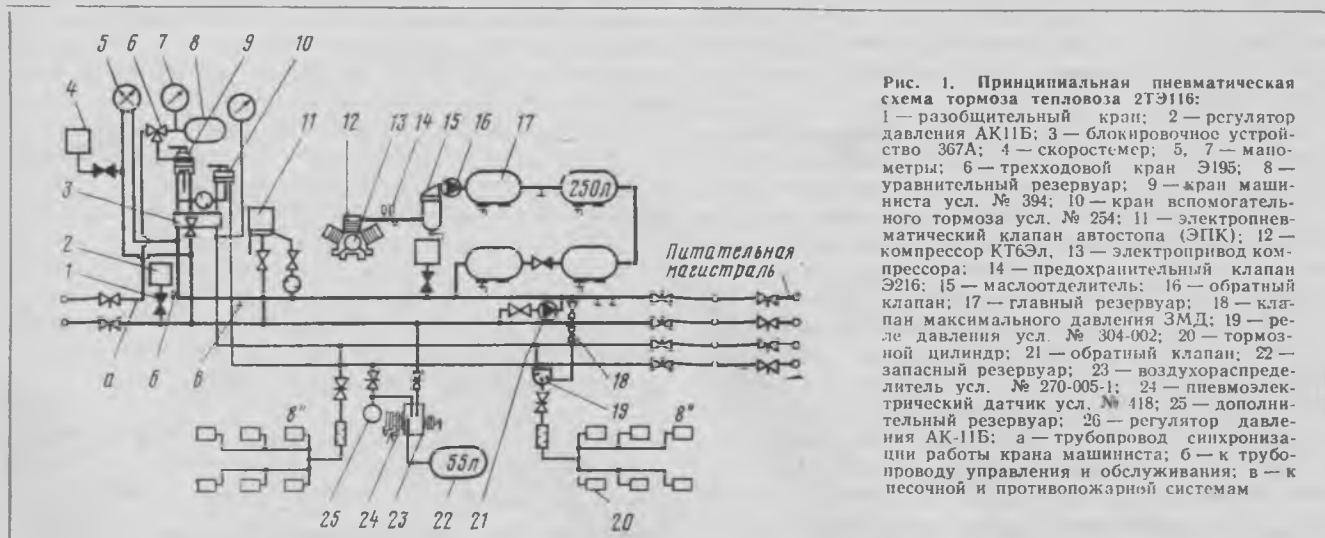 5 6 7 8 9 10
4
11
12 13 14 15 16 17
250л
3
2
1
Питательная
магистраль
а б в
18
19
8"
8"
55л
25 24 23 22 21
20
Рис. 1. Принципиальная пневматическая
схема тормоза тепловоза 2ТЭ116:
1 — разобщительный кран; 2 — регулятор
давления АК11Б; 3 — блокировочное устрой-
ство 367А; 4 — скоростемер; 5, 7 — мано-
метры; 6 — трехходовой кран Э195; 8 —
уравнительный резервуар; 9 — кран маши-
ниста усл. № 394; 10 — кран вспомогатель-
ного тормоза усл. № 254; 11 — электропнев-
матический клапан автостопа (ЭПК); 12 —
компрессор КТ6Эл, 13 — электропривод ком-
прессора; 14 — предохранительный клапан
Э216; 15 — маслоотделитель; 16 — обратный
клапан; 17 — главный резервуар; 18 — кла-
пан максимального давления ЗМД; 19 — ре-
ле давления усл. № 304-002; 20 — тормоз-
ной цилиндр; 21 — обратный клапан; 22 —
запасный резервуар; 23 — воздухораспреде-
литель усл. № 270-005-1; 24 — пневмоэлек-
трический датчик усл. № 418; 25 — дополни-
тельный резервуар; 26 — регулятор давле-
ния АК-11Б; а — трубопровод синхрониза-
ции работы крана машиниста; б — к трубо-
проводу управления и обслуживания; в — к
песочной и противопожарной системам